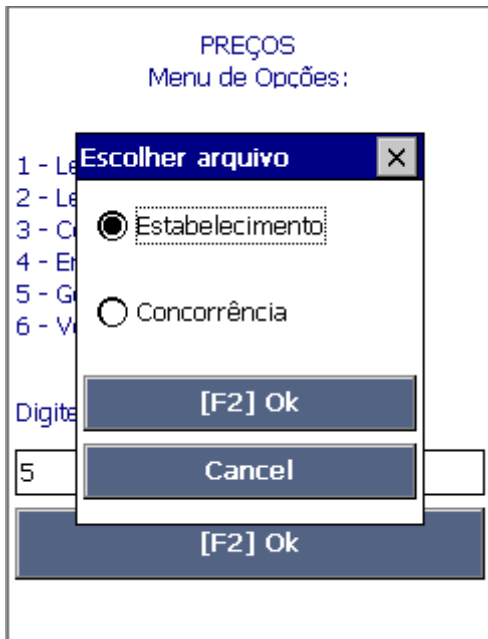 PREÇOS
Menu de Opções:
Escolher arquivo
1 - Le
2 - Le
3 - C
4 - E
5 - G
6 - V
Estabelecimento
Concorrência
[F2] Ok
Cancel
Digite
5
[F2] Ok